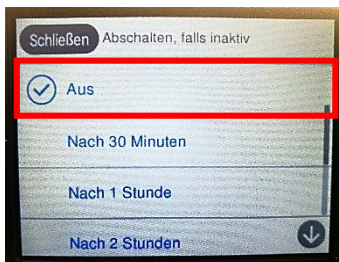 Schließen Abschalten, falls inaktiv
Aus
Nach 30 Minuten
Nach 1 Stunde
Nach 2 Stunden